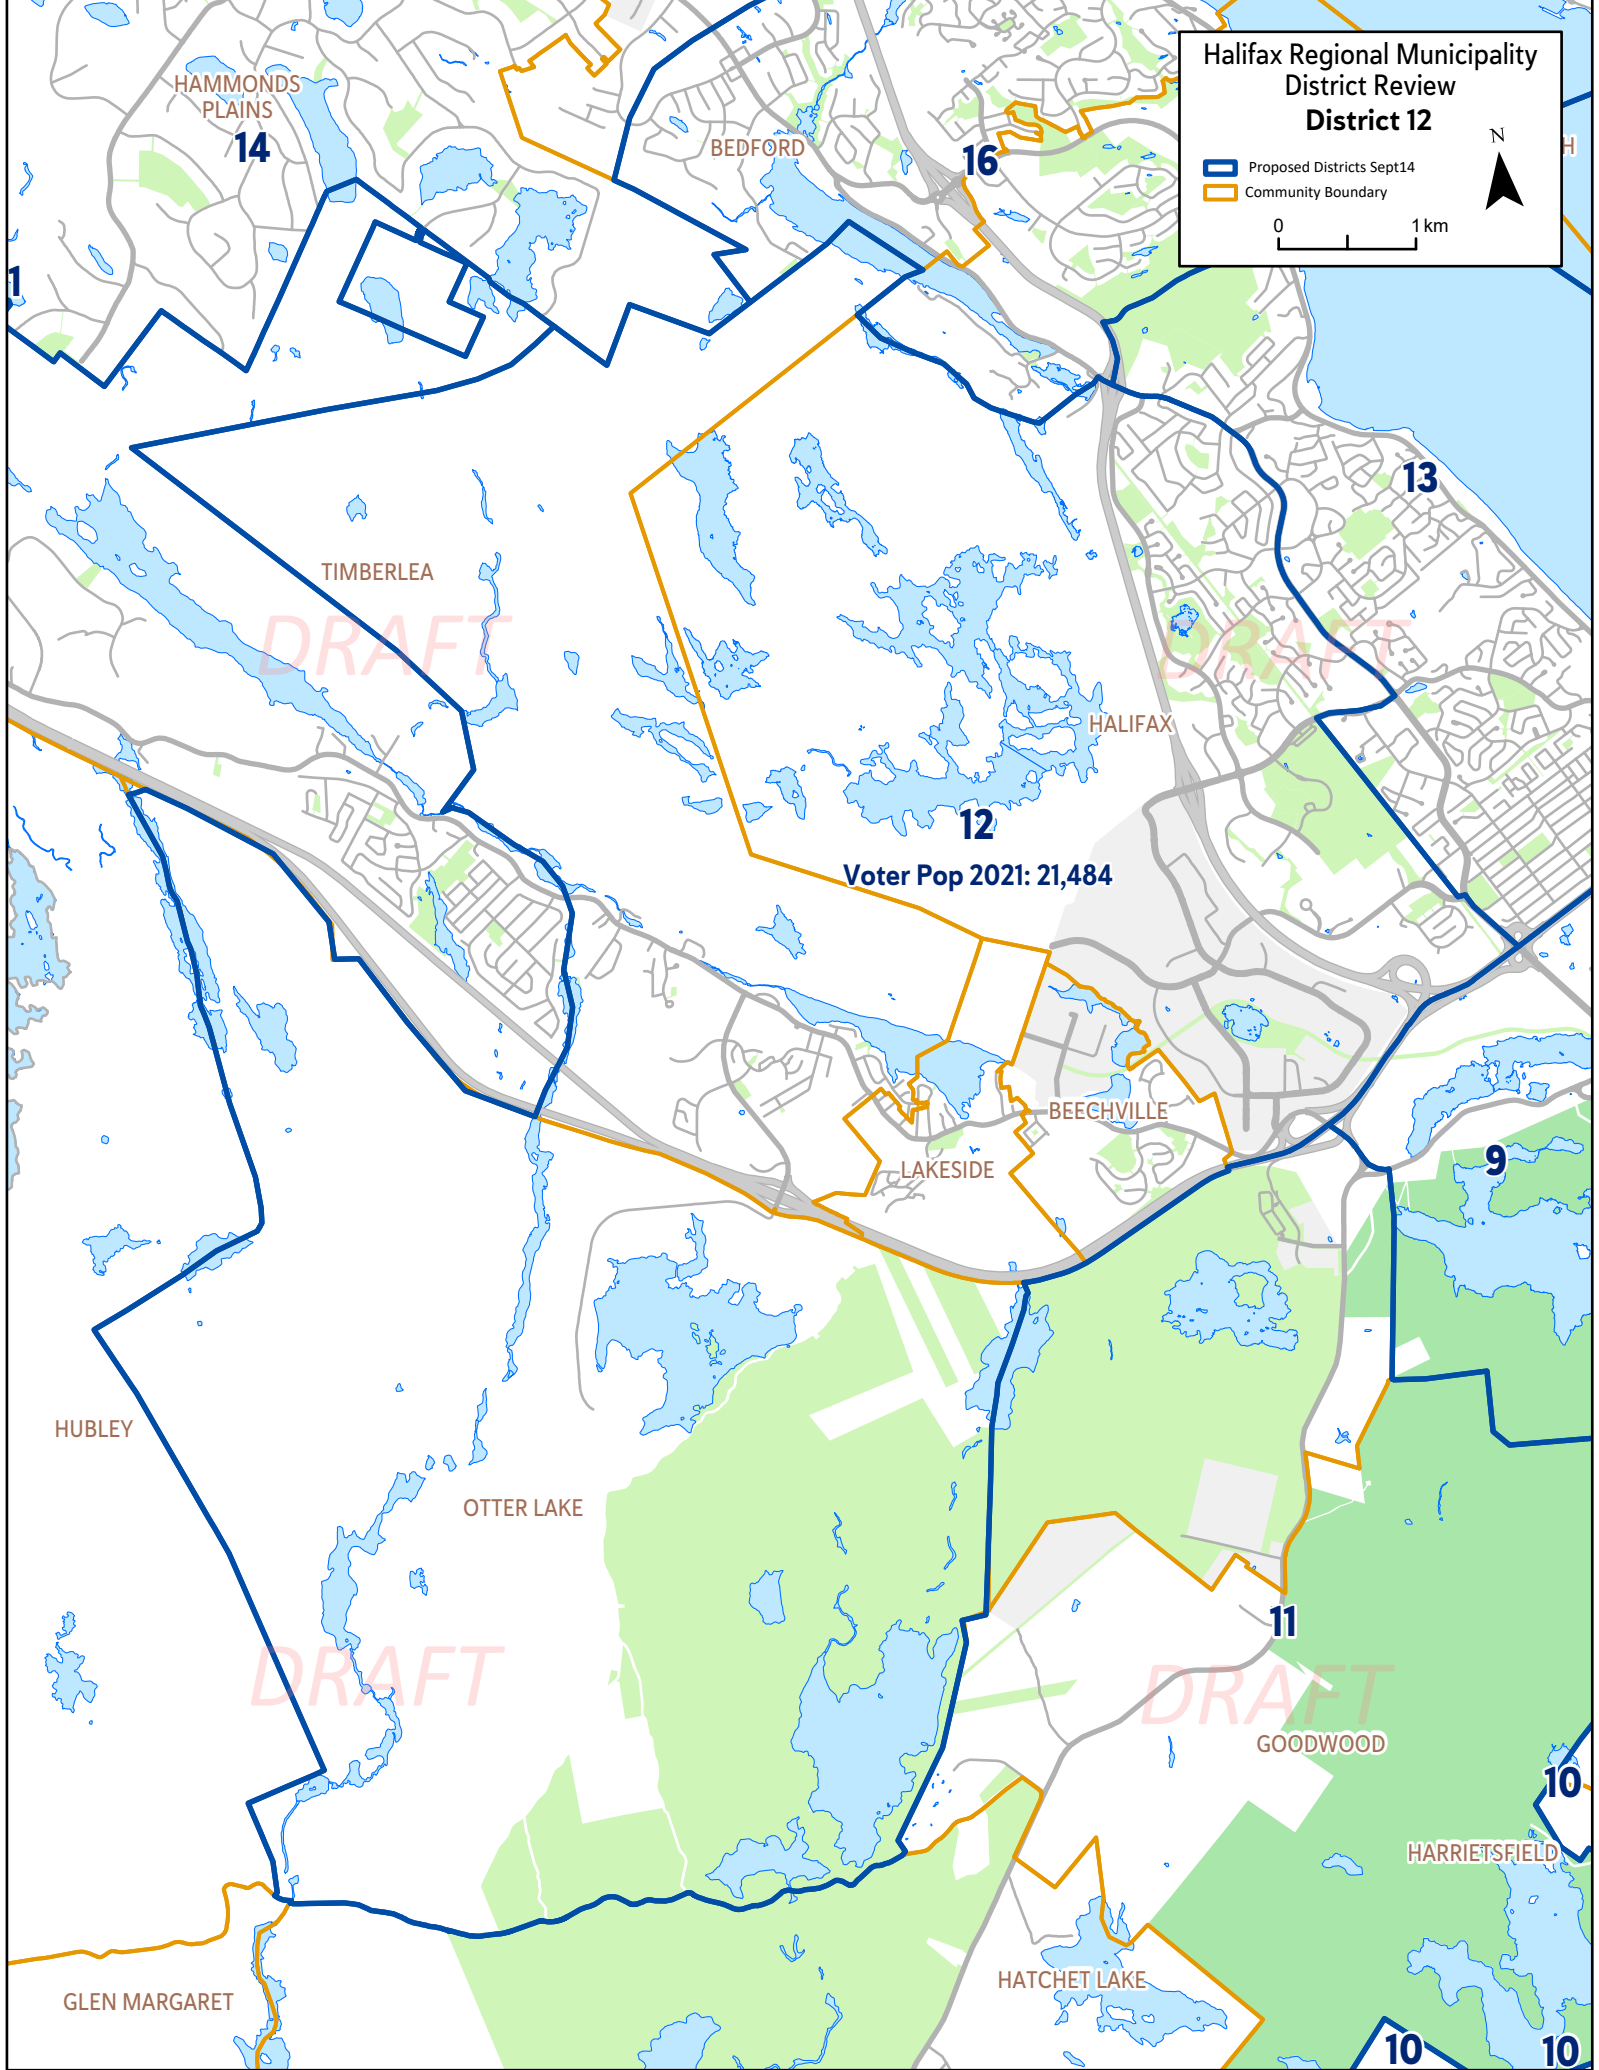 Halifax Regional Municipality
District Review
District 12
N
Proposed Districts Sept14
Community Boundary
0
1 km
HAMMONDS
PLAINS
14
BEDFORD
16
H
1
13
TIMBERLEA
DRAFT
DRAFT
HALIFAX
12
Voter Pop 2021: 21,484
BEECHVILLE
LAKESIDE
9
HUBLEY
OTTER LAKE
11
DRAFT
DRAFT
GOODWOOD
10
HARRIETSFIELD
HATCHET LAKE
GLEN MARGARET
10
10